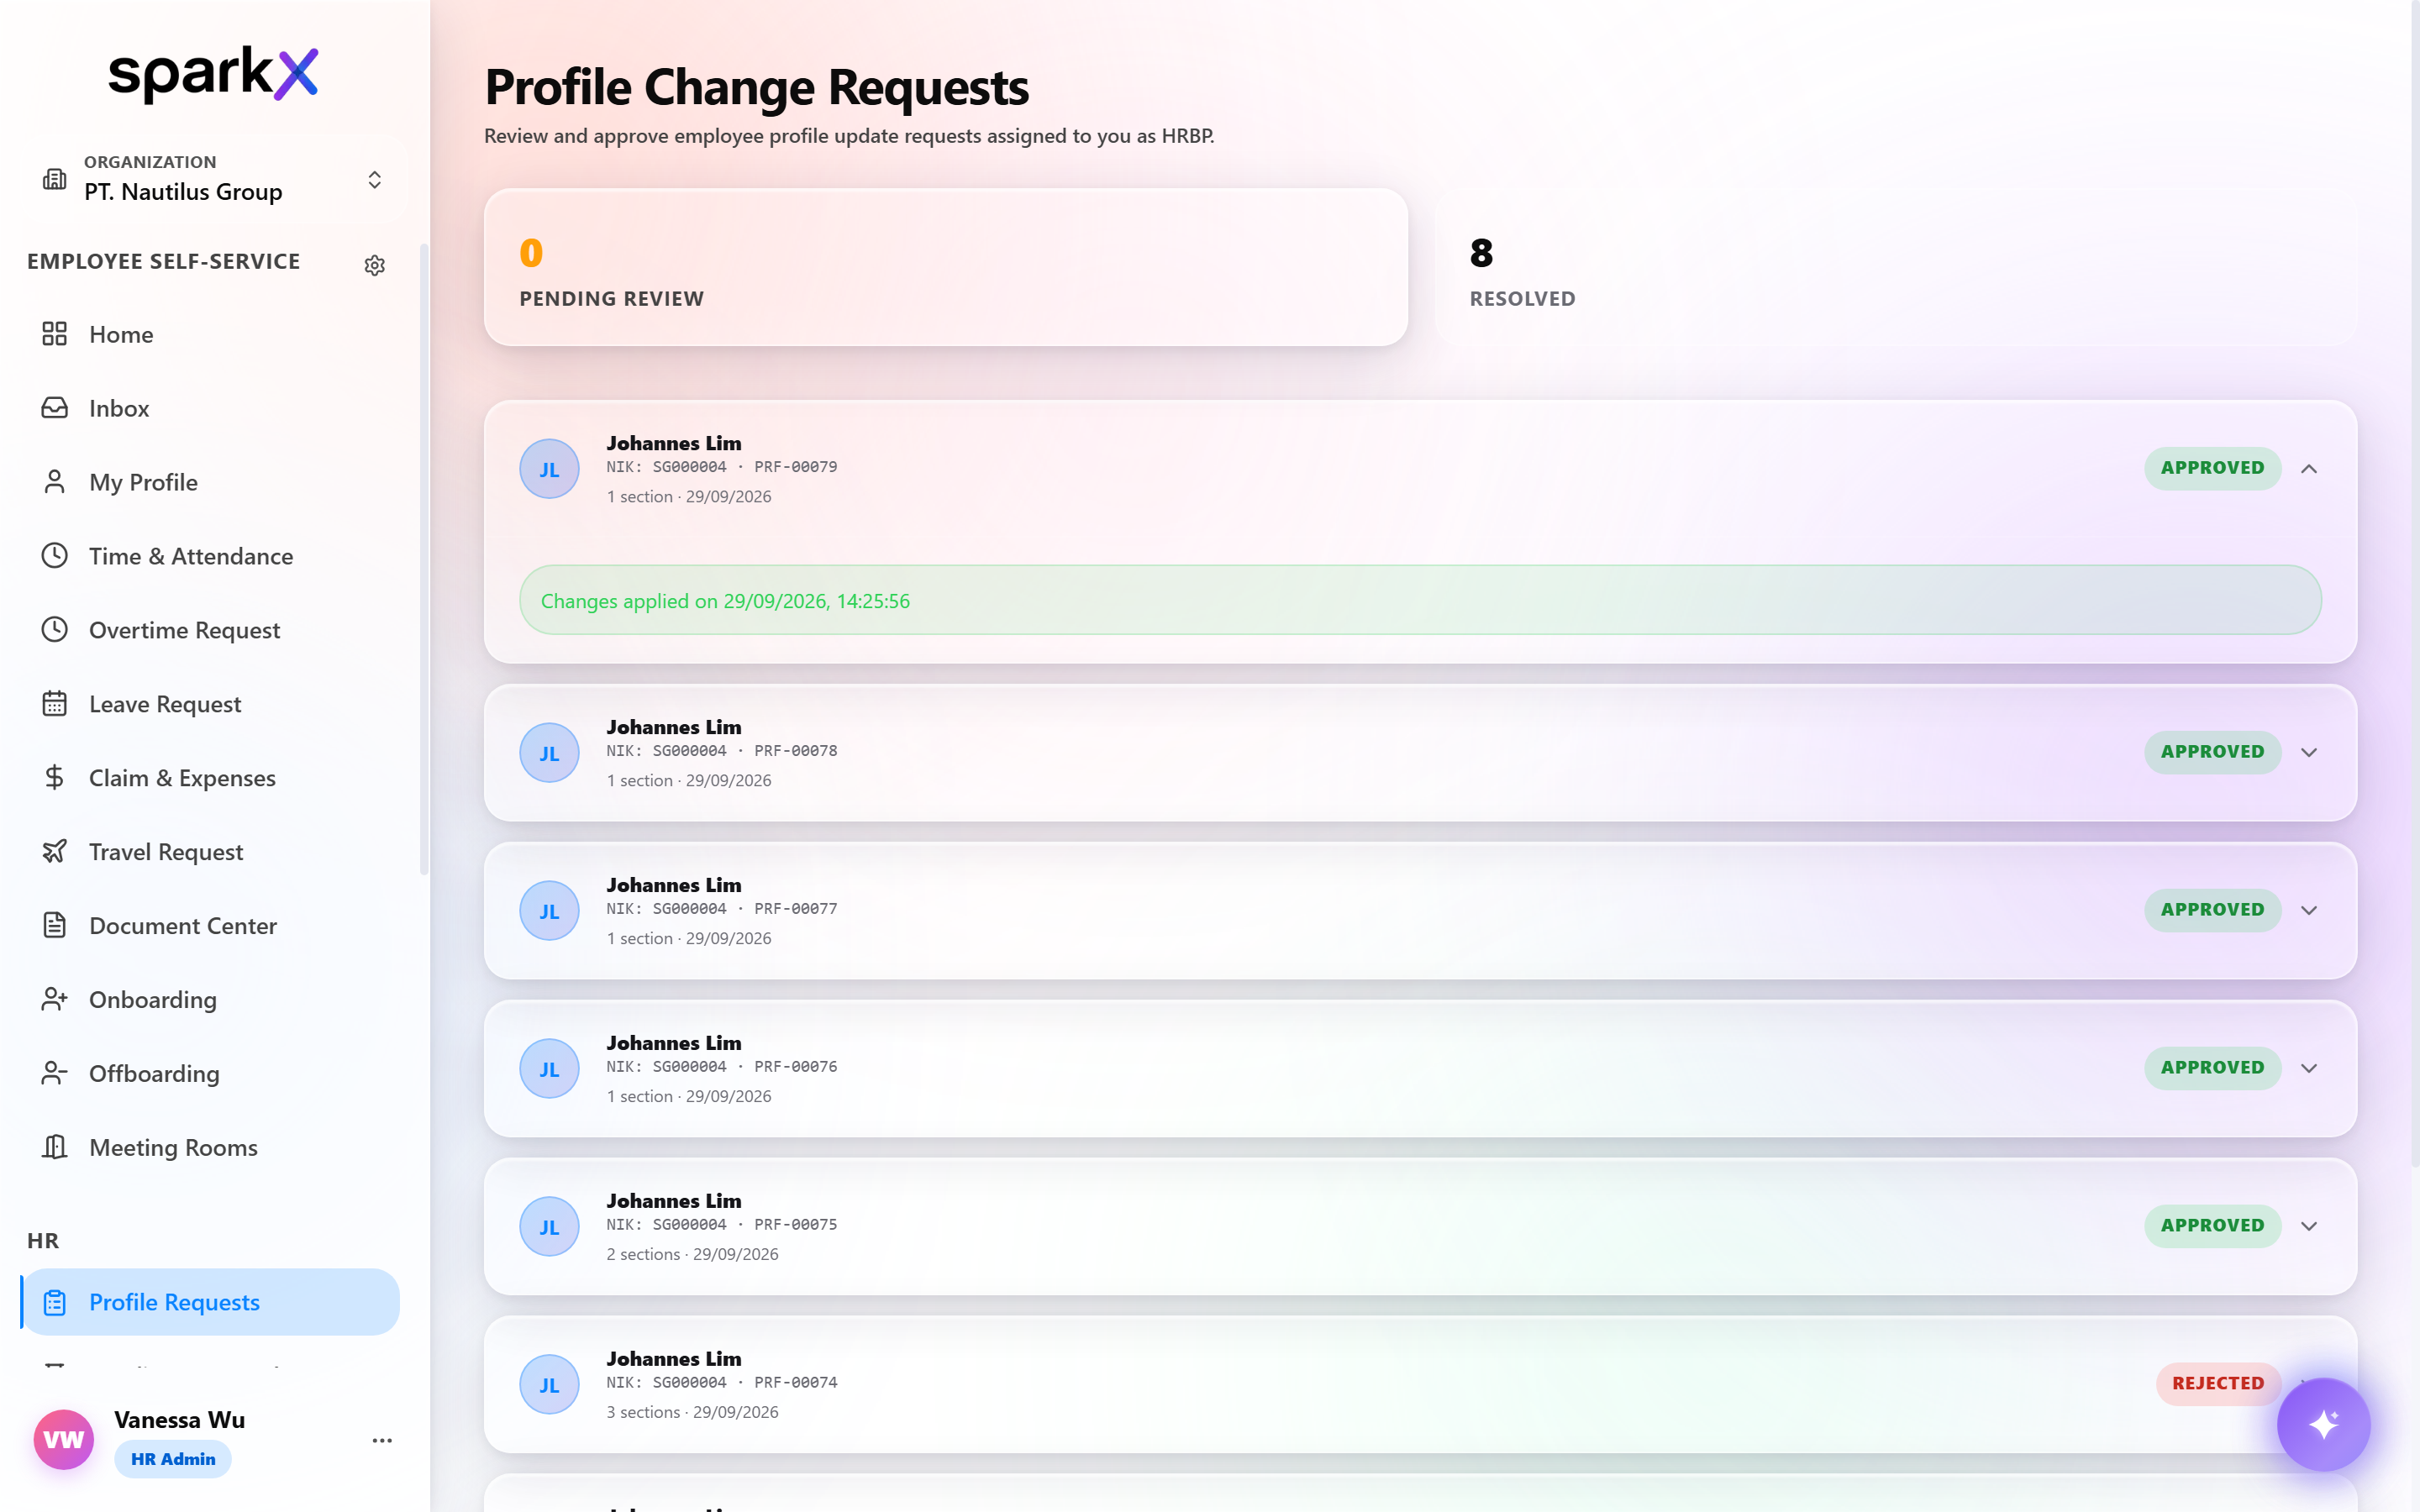 sparkX
ORGANIZATION
PT. Nautilus Group
EMPLOYEE SELF-SERVICE
Home
Inbox
My Profile
Time & Attendance
Overtime Request
Leave Request
Claim & Expenses
Travel Request
Document Center
Onboarding
Offboarding
Meeting Rooms
HR
Profile Requests
VW
Vanessa Wu
HR Admin
Profile Change Requests
Review and approve employee profile update requests assigned to you as HRBP.
0
PENDING REVIEW
8
RESOLVED
JL
Johannes Lim
NIK: SG000004 · PRF-00079
1 section · 29/09/2026
APPROVED
Changes applied on 29/09/2026, 14:25:56
JL
Johannes Lim
NIK: SG000004 · PRF-00078
1 section · 29/09/2026
APPROVED
JL
Johannes Lim
NIK: SG000004 · PRF-00077
1 section · 29/09/2026
APPROVED
JL
Johannes Lim
NIK: SG000004 · PRF-00076
1 section · 29/09/2026
APPROVED
JL
Johannes Lim
NIK: SG000004 · PRF-00075
2 sections · 29/09/2026
APPROVED
JL
Johannes Lim
NIK: SG000004 · PRF-00074
3 sections · 29/09/2026
REJECTED